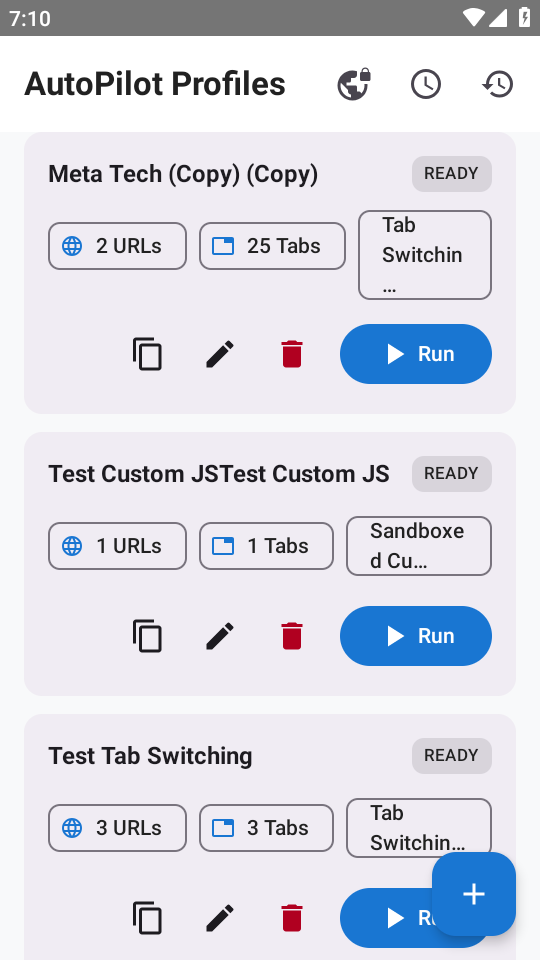 7:10
AutoPilot Profiles
Meta Tech (Copy) (Copy)
READY
2 URLs
25 Tabs
Tab
Switchin
...
Run
Test Custom JSTest Custom JS
READY
1 URLs
1 Tabs
Sandboxe
d Cu...
Run
Test Tab Switching
READY
3 URLs
3 Tabs
Tab
Switchin...